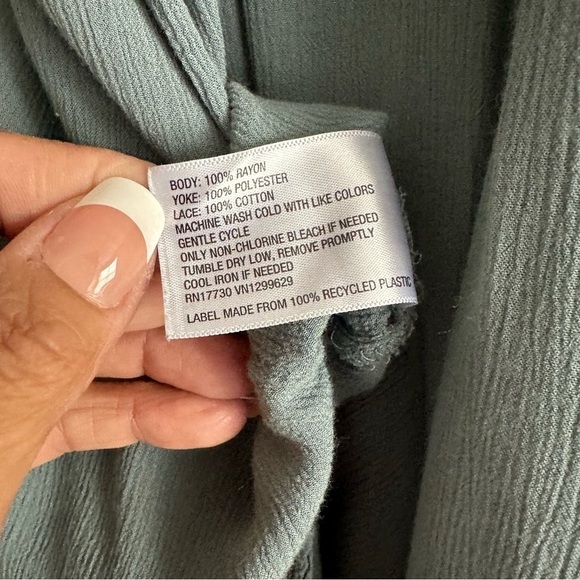 BODY: 100% RAYON
YOKE: 100% POLYESTER
LACE: 100% COTTON
MACHINE WASH COLD WITH LIKE COLORS
GENTLE CYCLE
ONLY NON-CHLORINE BLEACH IF NEEDED
TUMBLE DRY LOW, REMOVE PROMPTLY
COOL IRON IF NEEDED
RN17730 VN1299629
LABEL MADE FROM 100% RECYCLED PLASTIC